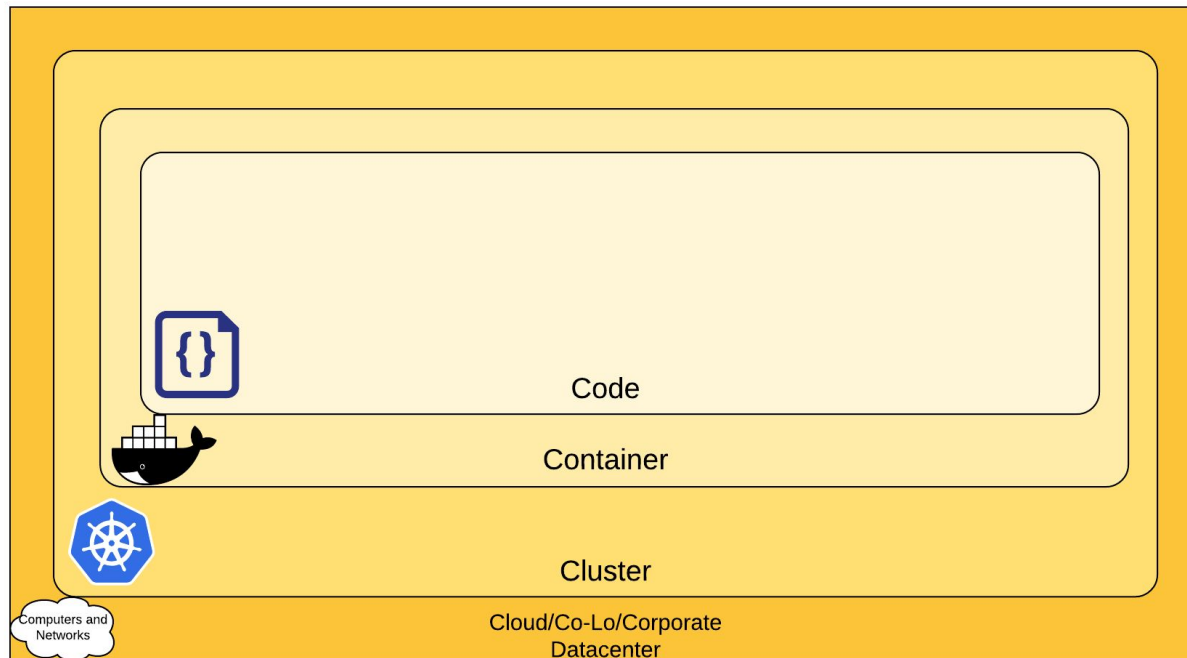 {}
Code
Container
Cluster
Computers and
Networks
Cloud/Co-Lo/Corporate
Datacenter